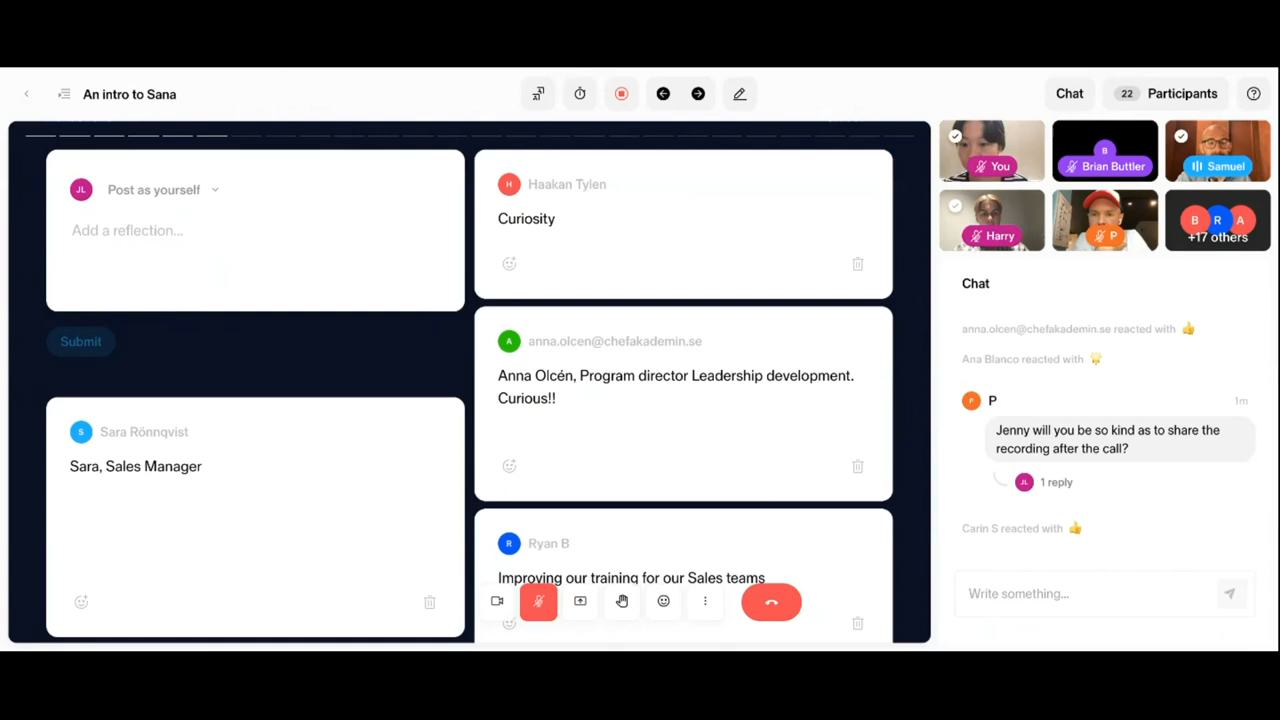 An intro to Sana
Chat
22 Participants
JL Post as yourself
Add a reflection...
Submit
S Sara Rönnqvist
Sara, Sales Manager
H Haakan Tylen
Curiosity
A anna.olcen@chefakademin.se
Anna Olcén, Program director Leadership development.
Curious!!
R Ryan B
Improving our training for our Sales teams
You
B
Brian Buttler
Samuel
Harry
P
B R A
+17 others
Chat
anna.olcen@chefakademin.se reacted with 👍
Ana Blanco reacted with
P P 1m
Jenny will you be so kind as to share the
recording after the call?
JL 1 reply
Carin S reacted with 👍
Write something...